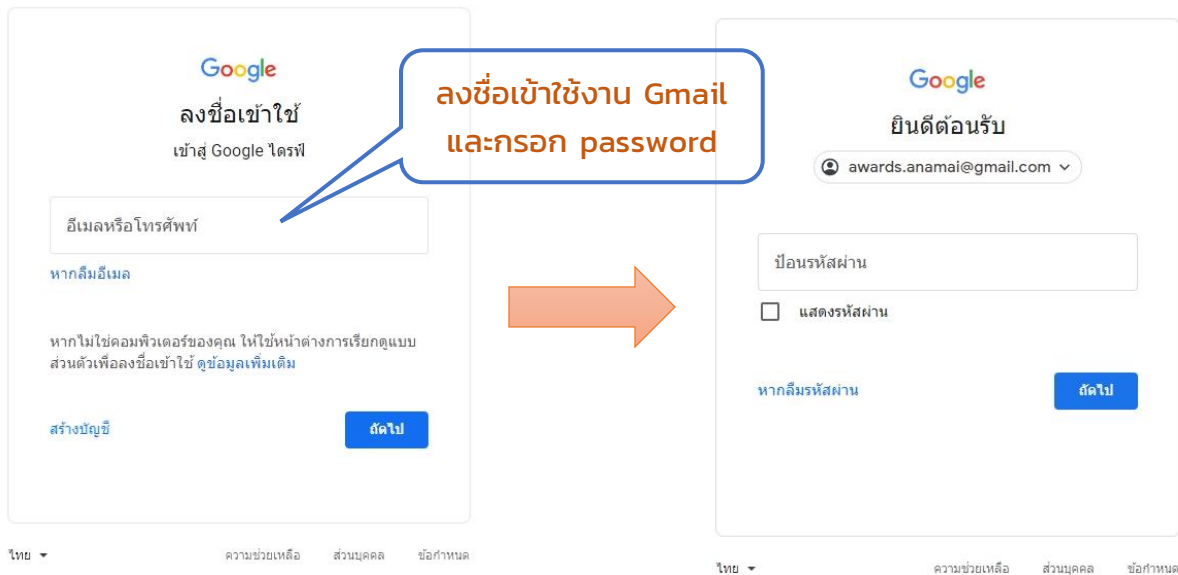 Google
ลงชื่อเข้าใช้
เข้าสู่ Google ไดรฟ์
อีเมลหรือโทรศัพท์
หากลืมอีเมล
หากไม่ใช่คอมพิวเตอร์ของคุณ ให้ใช้หน้าต่างการเรียกดูแบบ
ส่วนตัวเพื่อลงชื่อเข้าใช้ ดูข้อมูลเพิ่มเติม
สร้างบัญชี
ถัดไป
ไทย
ความช่วยเหลือ ส่วนบุคคล ข้อกำหนด
ลงชื่อเข้าใช้งาน Gmail
และกรอก password
Google
ยินดีต้อนรับ
awards.anamai@gmail.com
ป้อนรหัสผ่าน
แสดงรหัสผ่าน
หากลืมรหัสผ่าน
ถัดไป
ไทย
ความช่วยเหลือ ส่วนบุคคล ข้อกำหนด